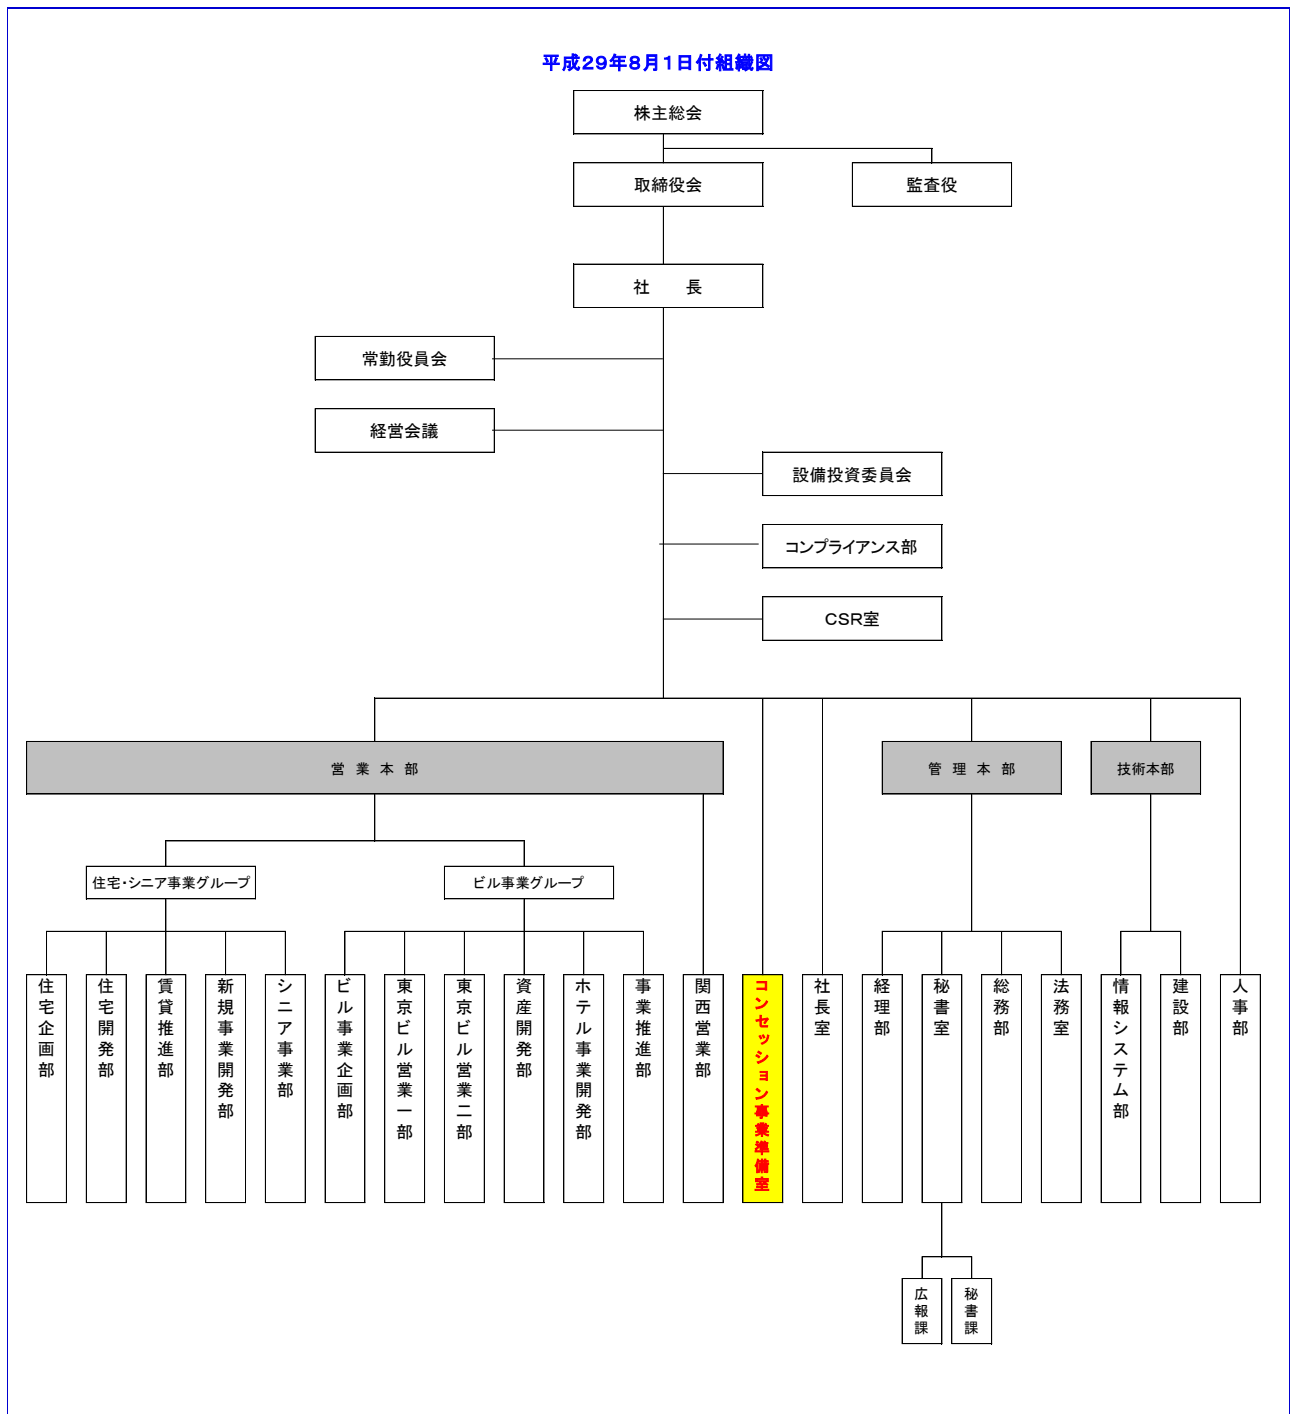 平成29年8月1日付組織図
株主総会
取締役会
監査役
社　　長
常勤役員会
経営会議
設備投資委員会
コンプライアンス部
CSR室
営 業 本 部
管 理 本 部
技術本部
住宅・シニア事業グループ
ビル事業グループ
住宅企画部
住宅開発部
賃貸推進部
新規事業開発部
シニア事業部
ビル事業企画部
東京ビル営業一部
東京ビル営業二部
資産開発部
ホテル事業開発部
事業推進部
関西営業部
コンセッション事業準備室
社長室
経理部
秘書室
総務部
法務室
情報システム部
建設部
人事部
広報課
秘書課